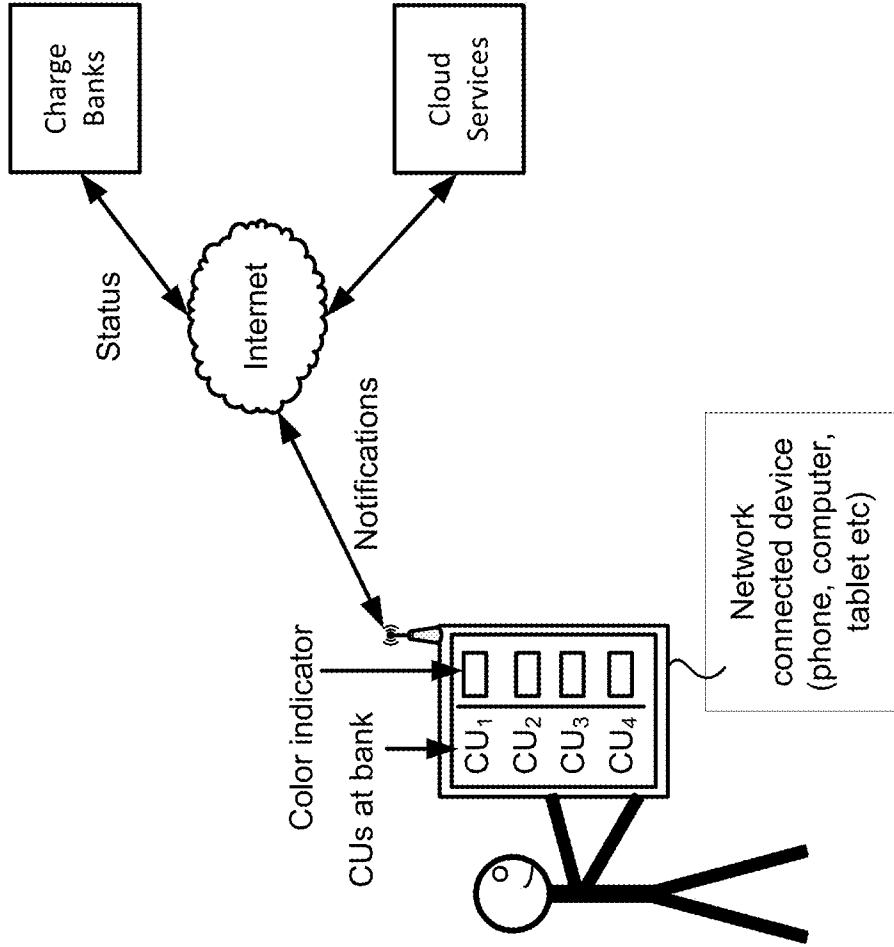 Charge
Banks
Status
Internet
Cloud
Services
Notifications
Color indicator
CUs at bank
CU₁
CU₂
CU₃
CU₄
Network
connected device
(phone, computer,
tablet etc)